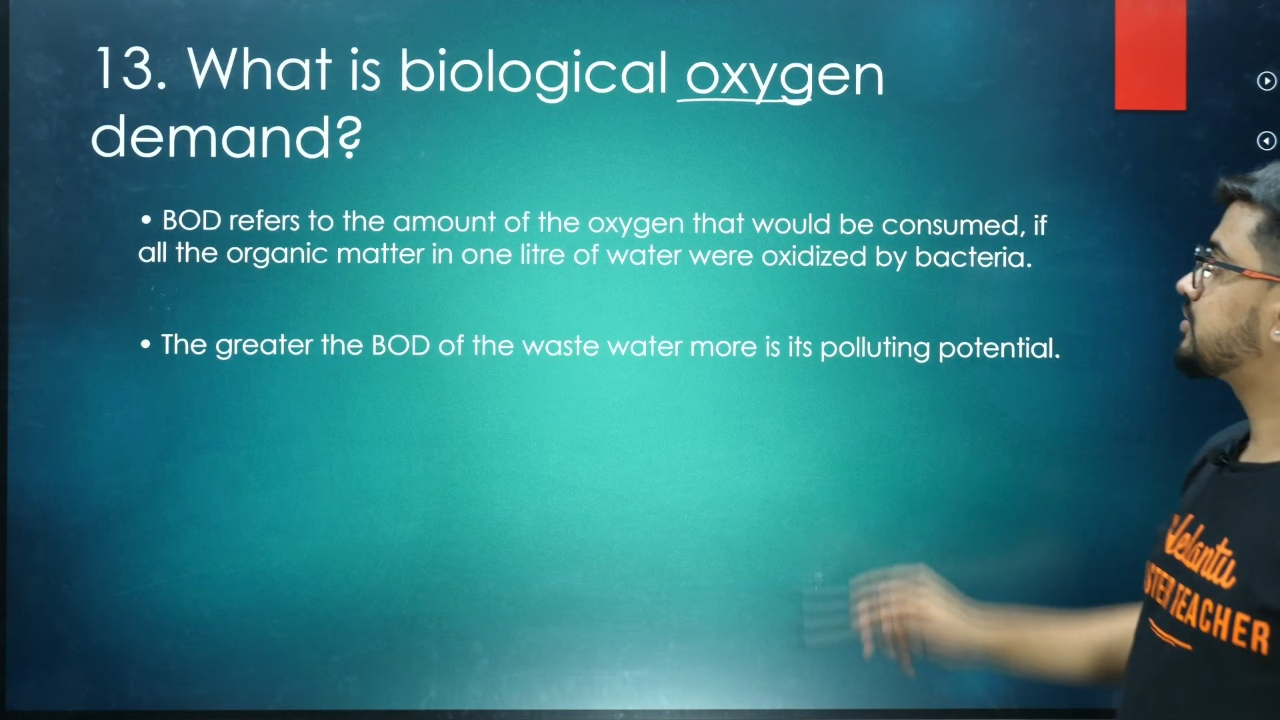 13. What is biological oxygen
demand?
• BOD refers to the amount of the oxygen that would be consumed, if
all the organic matter in one litre of water were oxidized by bacteria.
• The greater the BOD of the waste water more is its polluting potential.
TEACHER